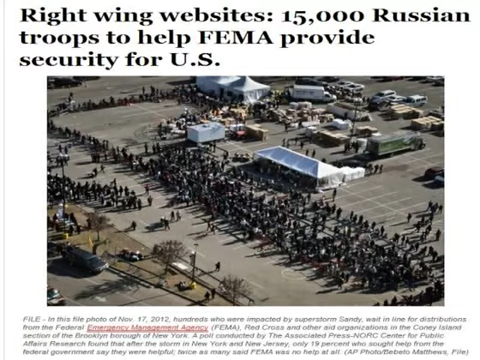 Right wing websites: 15,000 Russian
troops to help FEMA provide
security for U.S.
FILE - In this file photo of Nov. 17, 2012, hundreds who were impacted by superstorm Sandy, wait in line for distributions
from the Federal Emergency Management Agency (FEMA), Red Cross and other aid organizations in the Coney Island
section of the Brooklyn borough of New York. A poll conducted by The Associated Press-NORC Center for Public
Affairs Research found that after the storm in New York and New Jersey, only 19 percent who sought help from the
federal government say they were helpful; twice as many said FEMA was no help at all. (AP Photo/Bebeto Matthews, File)